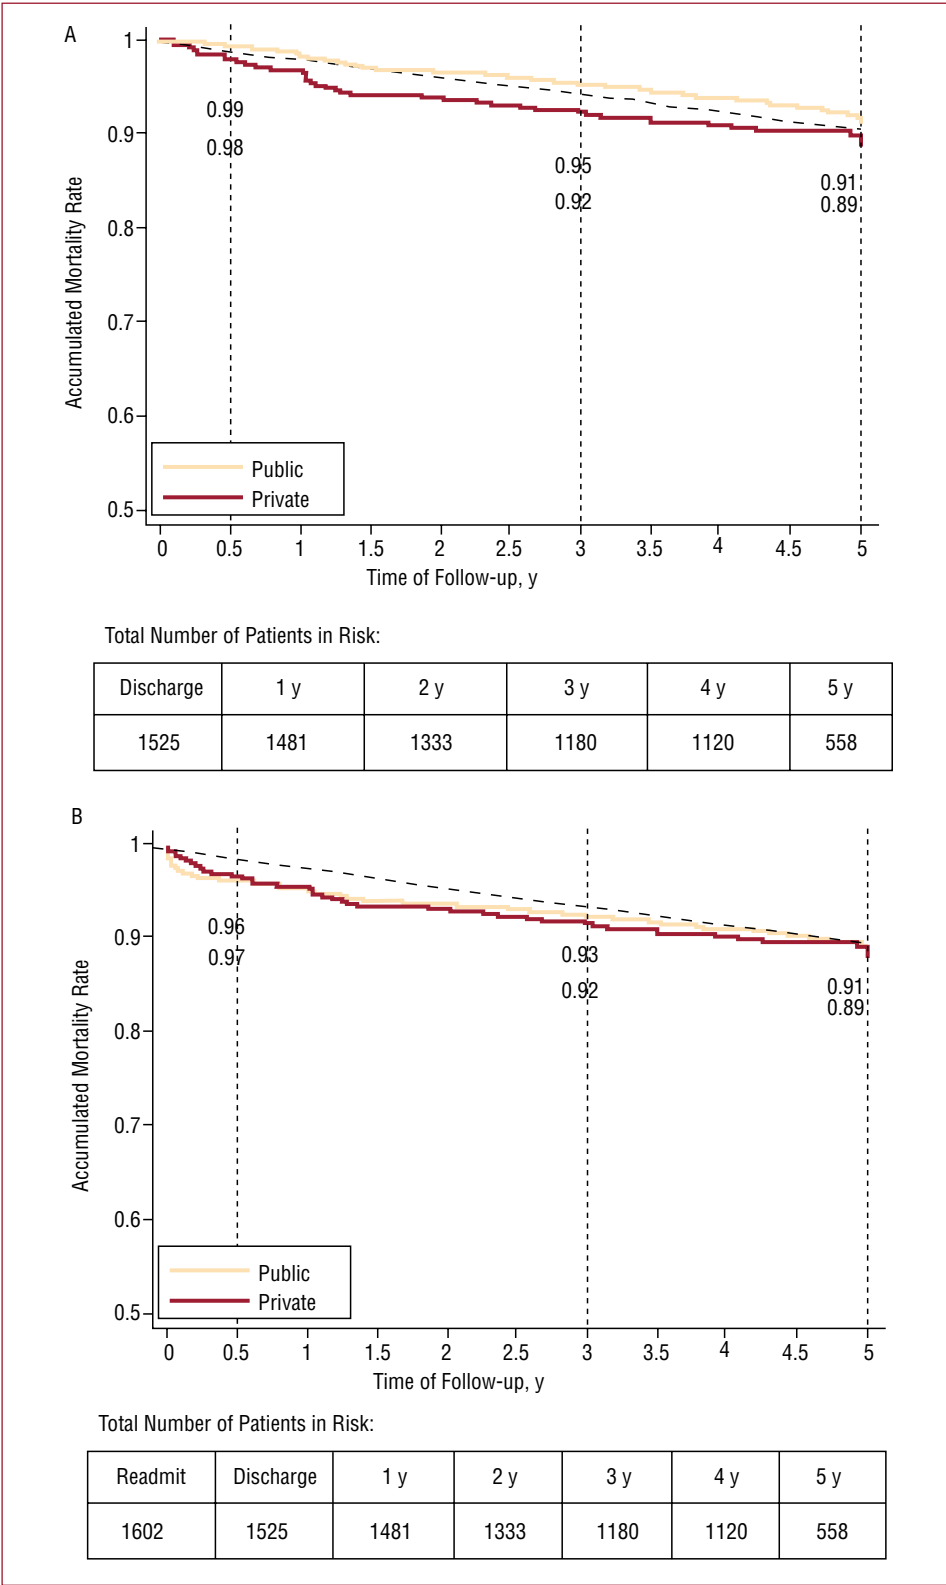 A
1
0.9
0.8
0.7
0.6
0.5
Accumulated Mortality Rate
0.99
0.98
0.95
0.92
0.91
0.89
Public
Private
0 0.5 1 1.5 2 2.5 3 3.5 4 4.5 5
Time of Follow-up, y
Total Number of Patients in Risk:
Discharge 1 y 2 y 3 y 4 y 5 y
1525 1481 1333 1180 1120 558
B
1
0.9
0.8
0.7
0.6
0.5
Accumulated Mortality Rate
0.96
0.97
0.93
0.92
0.91
0.89
Public
Private
0 0.5 1 1.5 2 2.5 3 3.5 4 4.5 5
Time of Follow-up, y
Total Number of Patients in Risk:
Readmit Discharge 1 y 2 y 3 y 4 y 5 y
1602 1525 1481 1333 1180 1120 558